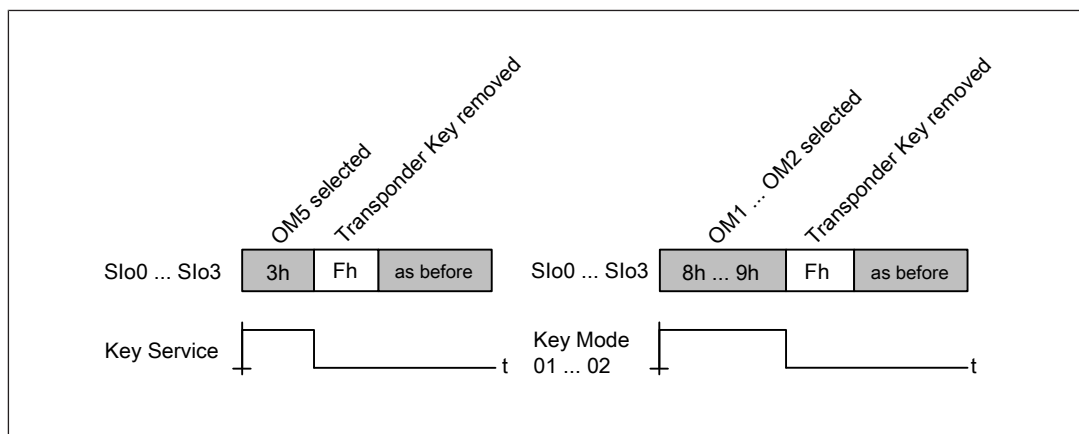 OM5 selected
Transponder Key removed
SIo0 ... SIo3
3h
Fh
as before
Key Service
t
OM1 ... OM2 selected
Transponder Key removed
SIo0 ... SIo3
8h ... 9h
Fh
as before
Key Mode
01 ... 02
t